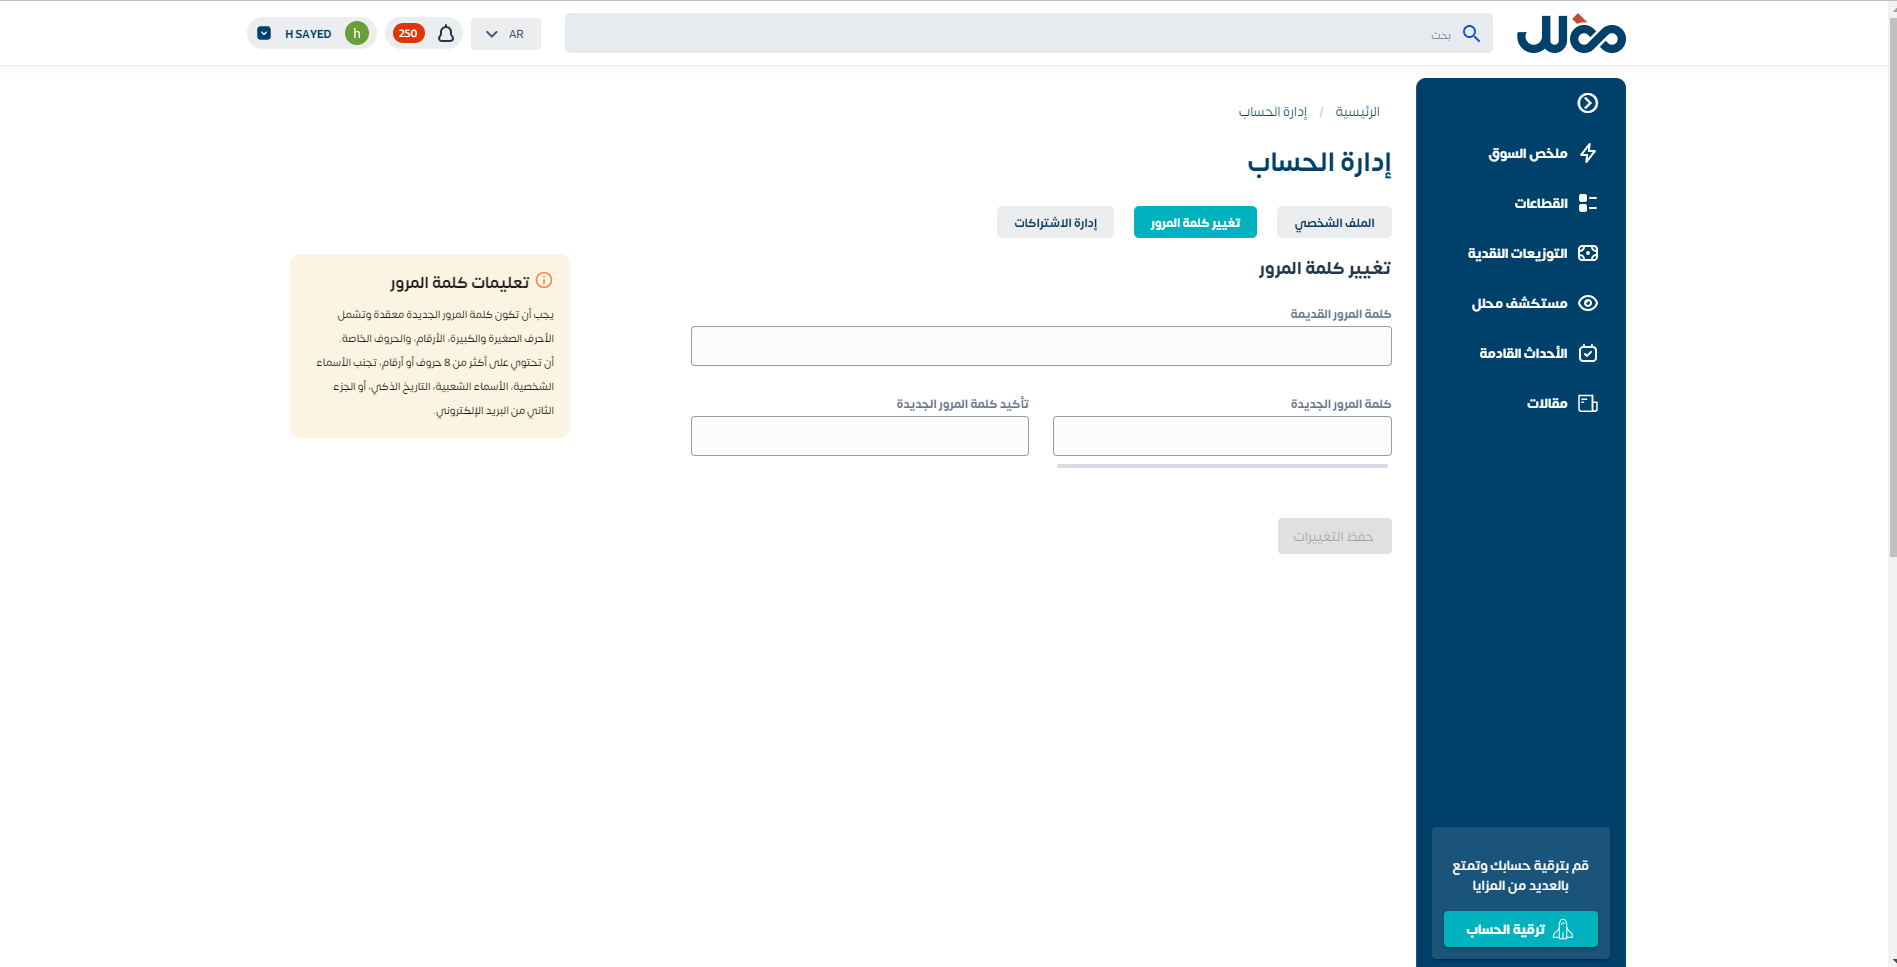 محلل
بحث
AR
250
h
H SAYED
ملخص السوق
القطاعات
التوزيعات النقدية
مستكشف محلل
الأحداث القادمة
مقالات
قم بترقية حسابك وتمتع
بالعديد من المزايا
ترقية الحساب
الرئيسية / إدارة الحساب
إدارة الحساب
الملف الشخصي
تغيير كلمة المرور
إدارة الاشتراكات
تغيير كلمة المرور
كلمة المرور القديمة
كلمة المرور الجديدة
تأكيد كلمة المرور الجديدة
حفظ التغييرات
تعليمات كلمة المرور
يجب أن تكون كلمة المرور الجديدة معقدة وتشمل
الأحرف الصغيرة والكبيرة، الأرقام، والحروف الخاصة.
أن تحتوي على أكثر من 8 حروف أو أرقام، تجنب الأسماء
الشخصية، الأسماء الشعبية، التاريخ الذكي، أو الجزء
الثاني من البريد الإلكتروني.